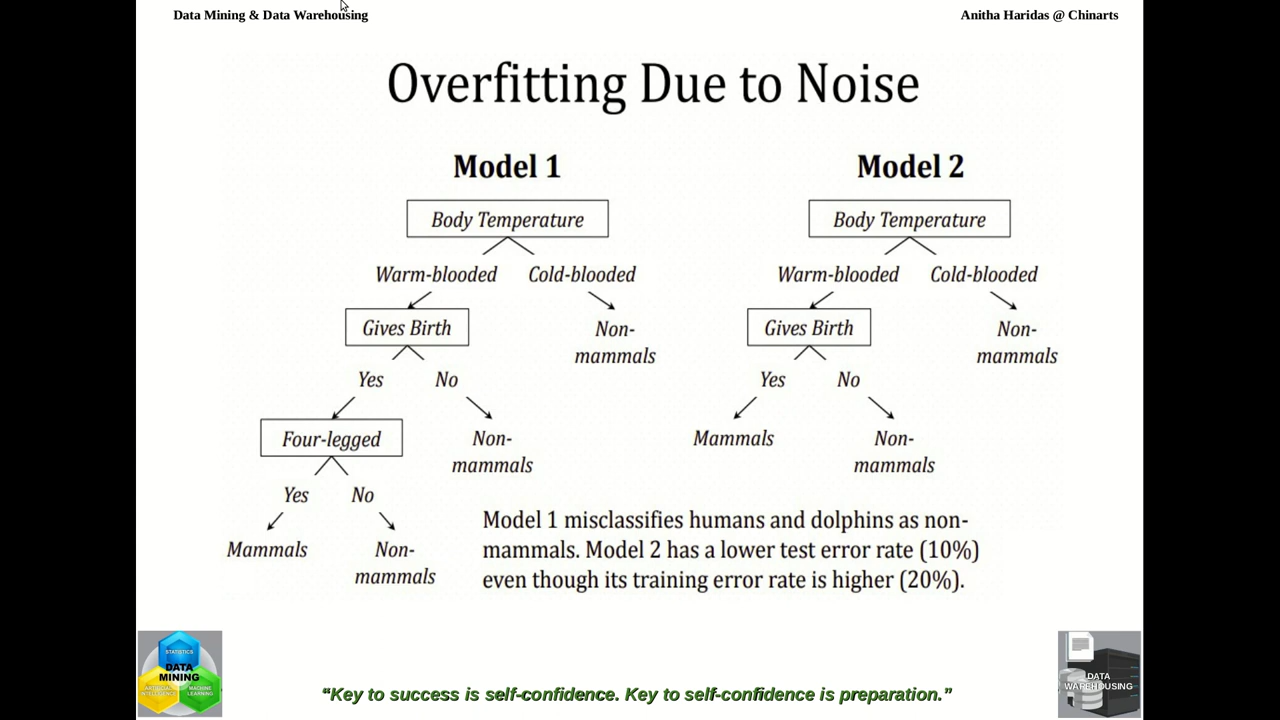 Data Mining & Data Warehousing
Anitha Haridas @ Chinarts
Overfitting Due to Noise
Model 1
Body Temperature
Warm-blooded
Cold-blooded
Gives Birth
Non-
mammals
Yes
No
Four-legged
Non-
mammals
Yes
No
Mammals
Non-
mammals
Model 2
Body Temperature
Warm-blooded
Cold-blooded
Gives Birth
Non-
mammals
Yes
No
Mammals
Non-
mammals
Model 1 misclassifies humans and dolphins as non-
mammals. Model 2 has a lower test error rate (10%)
even though its training error rate is higher (20%).
STATISTICS
DATA
MINING
ARTIFICIAL
INTELLIGENCE
MACHINE
LEARNING
“Key to success is self-confidence. Key to self-confidence is preparation.”
DATA
WAREHOUSING